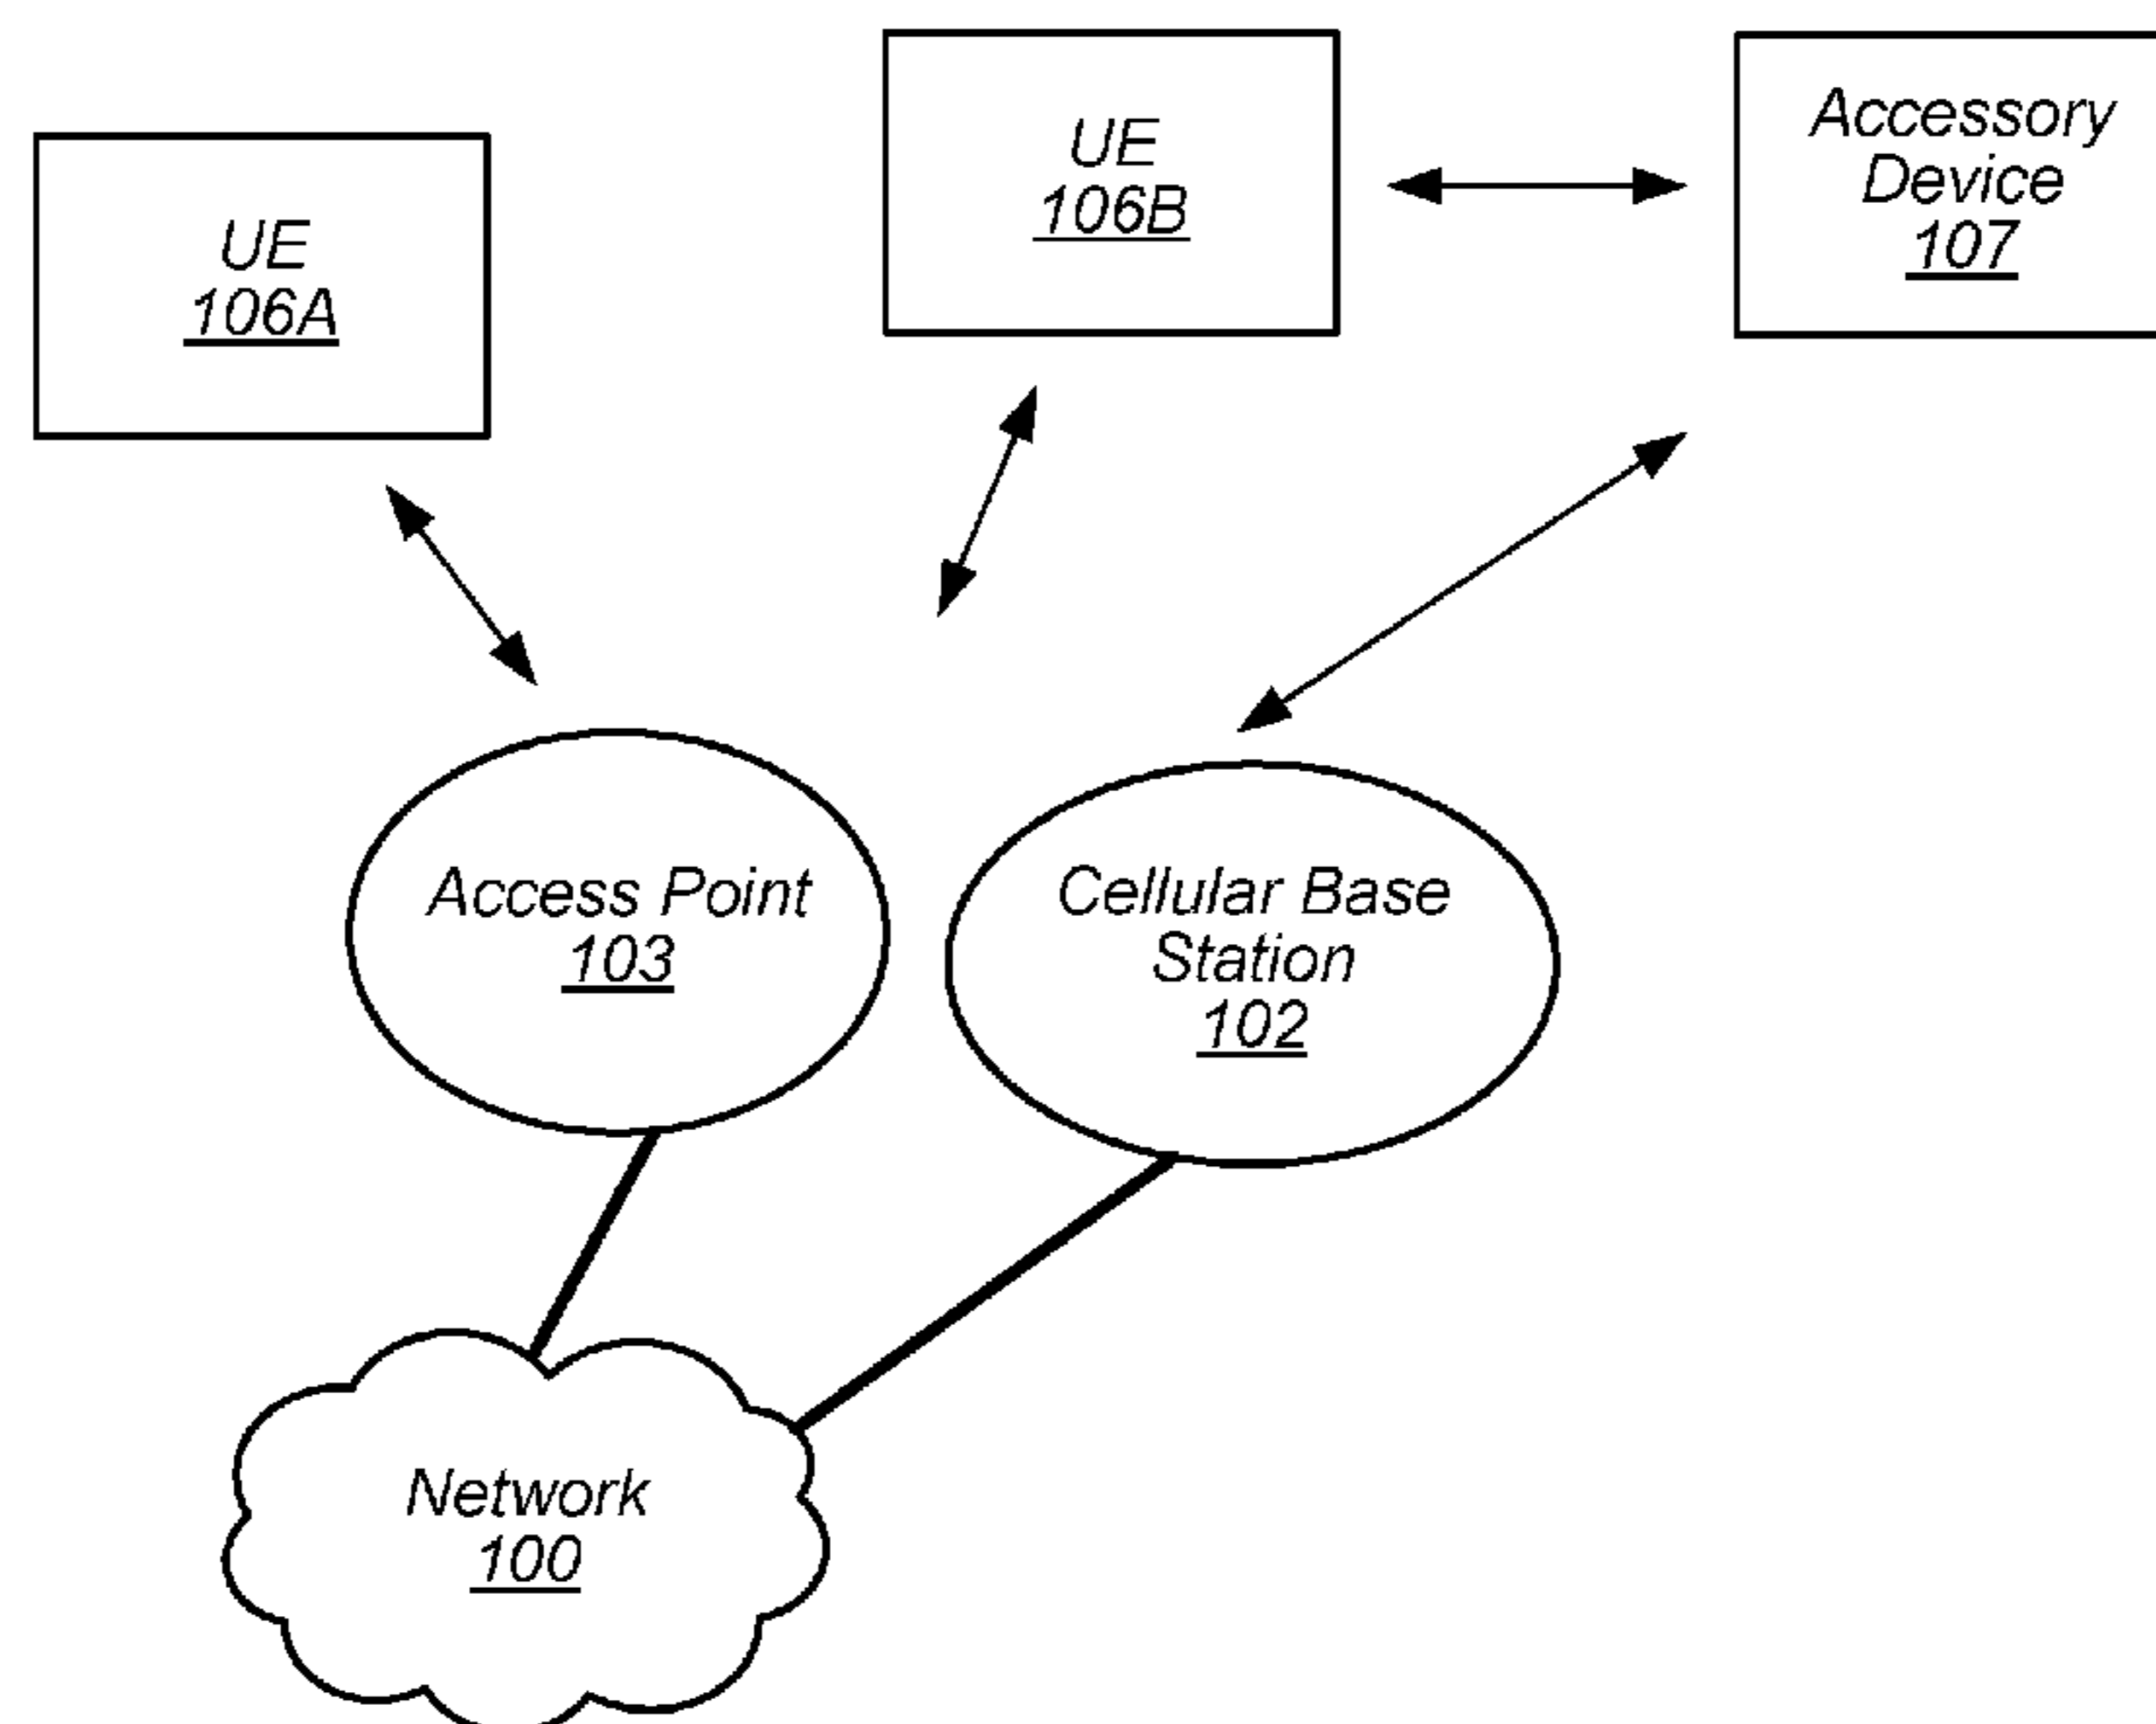 UE
106A
UE
106B
Accessory
Device
107
Access Point
103
Cellular Base
Station
102
Network
100